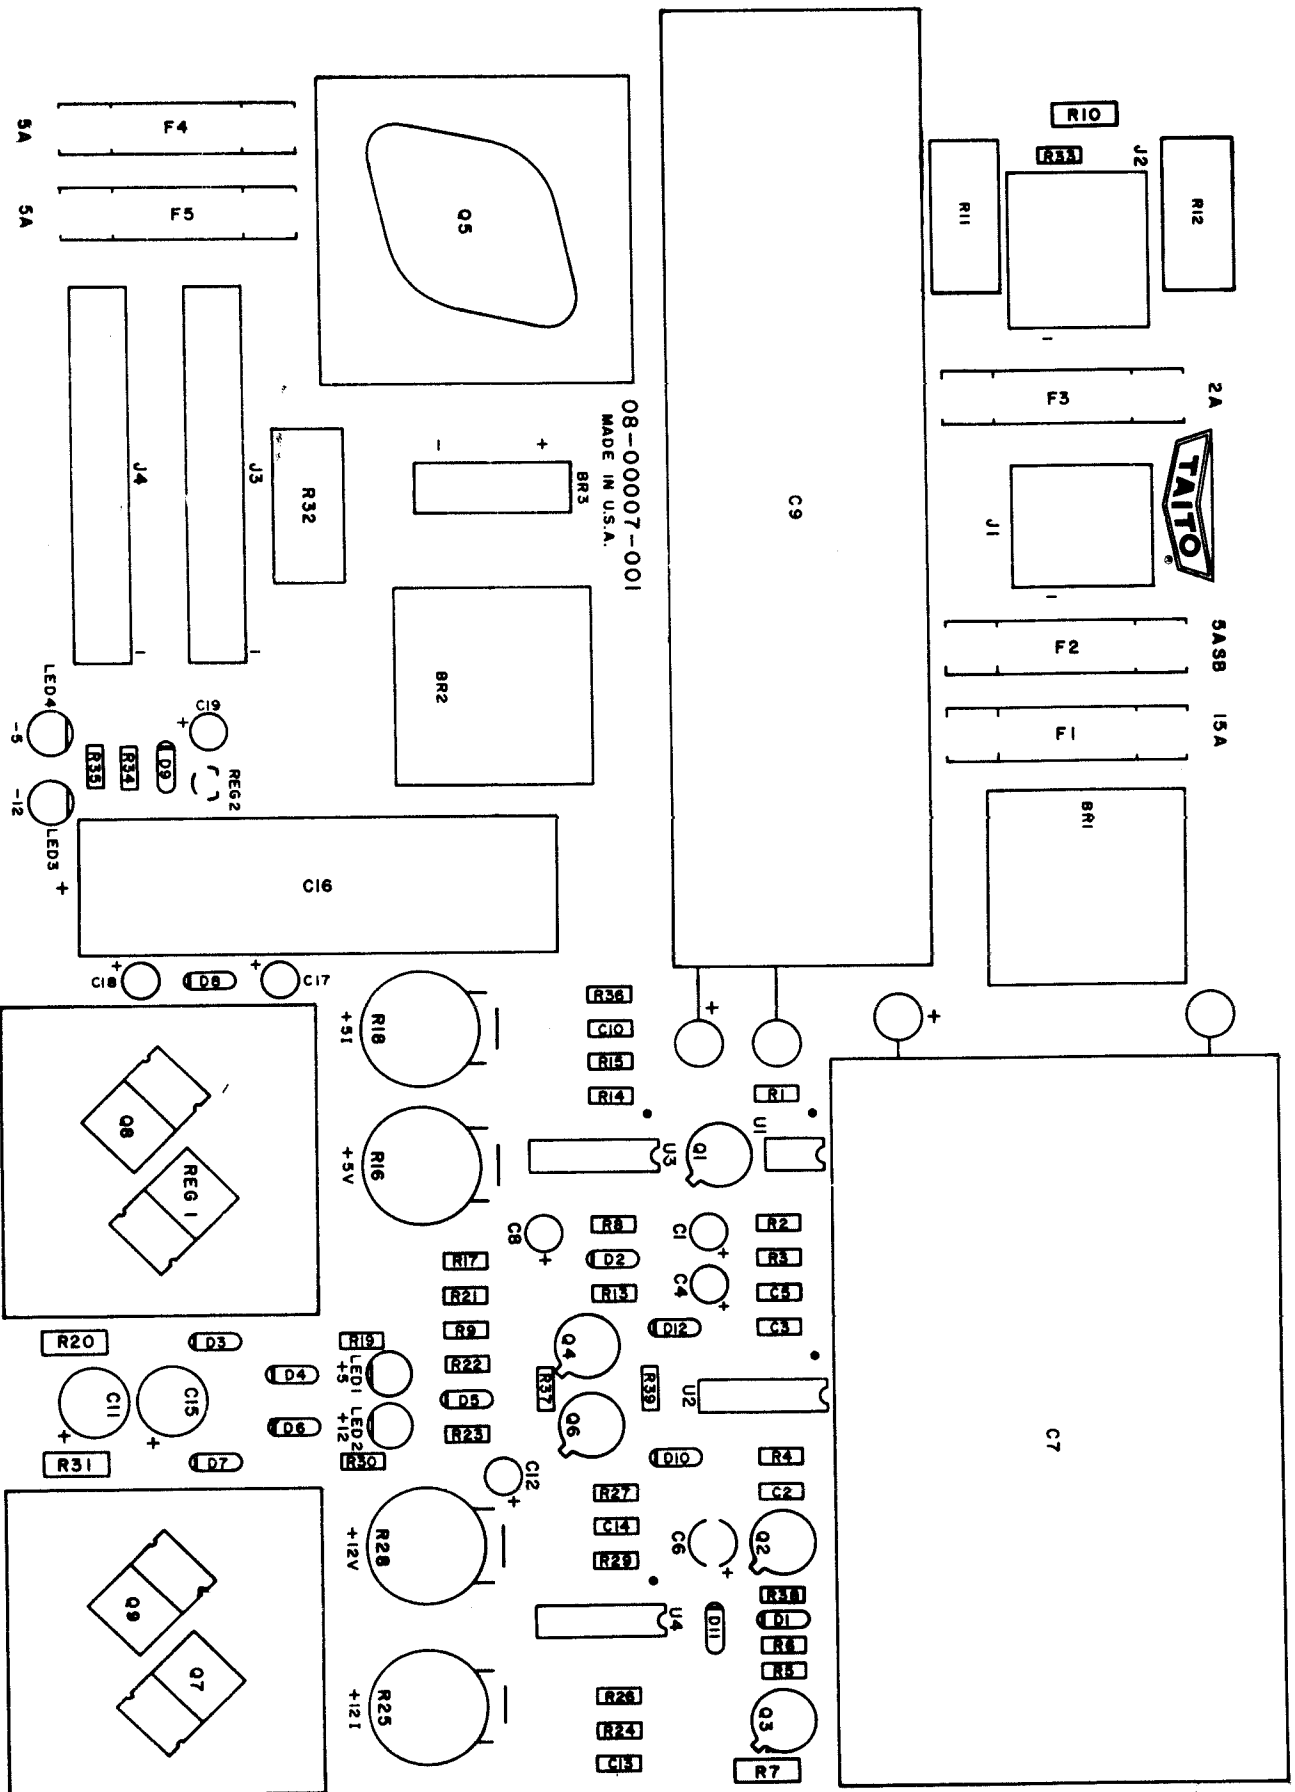 R10
R33
J2
R12
R11
F4
5A
F5
5A
Q5
-
F3
2A
TAITO
®
J1
-
C9
08-00007-001
MADE IN U.S.A.
- +
BR3
R32
J3
J4
-
-
F2
5ASB
F1
15A
BR1
BR2
LED4
-5
R35
R34
D9
C19
+
REG2
-12
LED3
+
C16
+
C18
D8
+
C17
R18
+5I
R36
C10
R15
R14
+
+
R1
U1
Q8
REG 1
R16
+5V
U3
Q1
C8
+
R8
D2
R13
C1
+
C4
+
R2
R3
C5
C3
R17
R21
R9
R22
D5
R23
Q4
D12
R37
R39
Q6
U2
R20
D3
R19
LED1
+5
D4
C11
+
C15
+
D6
LED2
+12
R31
D7
R30
C12
+
D10
R4
C2
C7
R27
C14
R29
C6
+
Q2
R38
D1
R6
R5
D11
U4
R28
+12V
Q9
Q7
R25
+12I
R26
R24
C13
Q3
R7